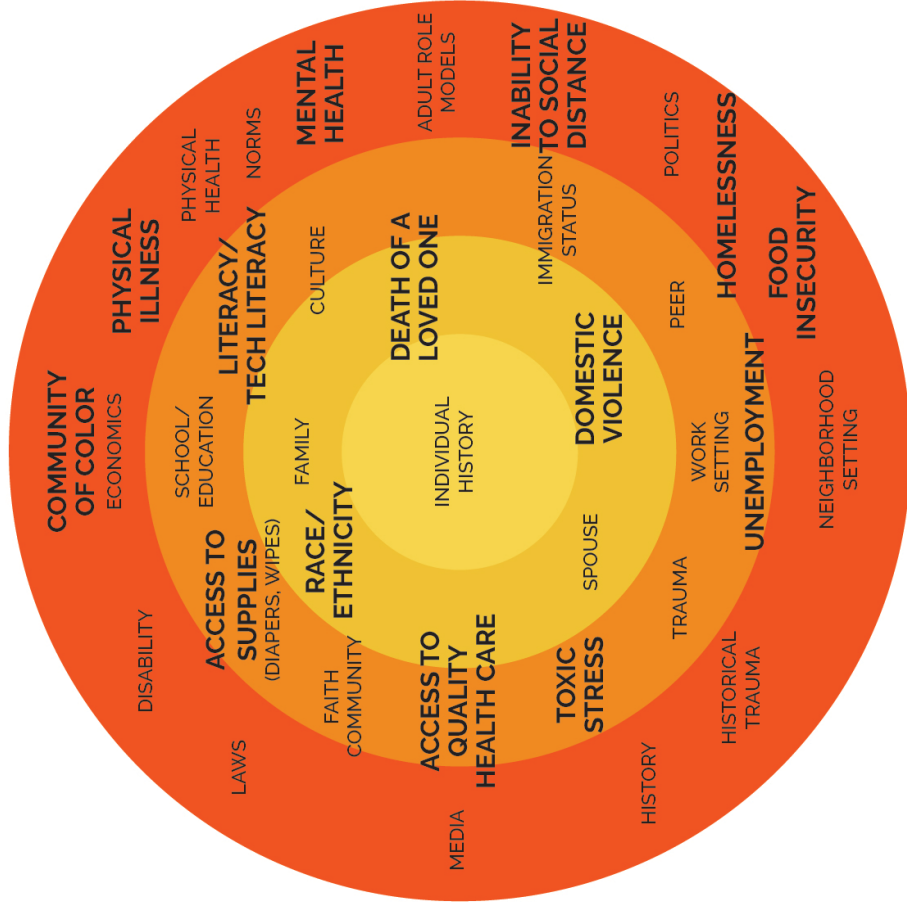 COMMUNITY
OF COLOR
ECONOMICS
PHYSICAL
ILLNESS
DISABILITY
SCHOOL/
EDUCATION
PHYSICAL
HEALTH
ACCESS TO
SUPPLIES
(DIAPERS, WIPES)
LITERACY/
TECH LITERACY
LAWS
NORMS
FAMILY
RACE/
ETHNICITY
CULTURE
MENTAL
HEALTH
FAITH
COMMUNITY
DEATH OF A
LOVED ONE
ADULT ROLE
MODELS
ACCESS TO
QUALITY
HEALTH CARE
INDIVIDUAL
HISTORY
MEDIA
INABILITY
TO SOCIAL
DISTANCE
IMMIGRATION
STATUS
TOXIC
STRESS
DOMESTIC
VIOLENCE
SPOUSE
HISTORY
POLITICS
TRAUMA
PEER
WORK
SETTING
HOMELESSNESS
HISTORICAL
TRAUMA
UNEMPLOYMENT
FOOD
INSECURITY
NEIGHBORHOOD
SETTING